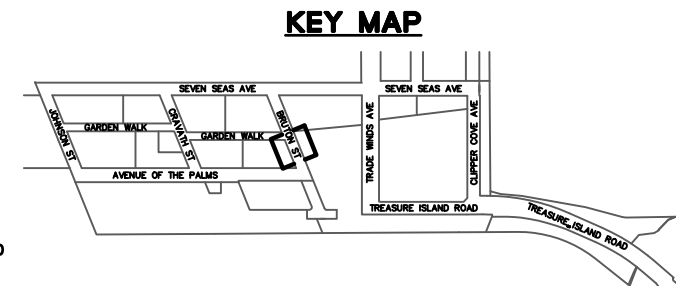 KEY MAP
SEVEN SEAS AVE
SEVEN SEAS AVE
JOHNSON ST
GARDEN WALK
CRAVATH ST
GARDEN WALK
BRUTON ST
TRADE WINDS AVE
CLIPPER COVE AVE
AVENUE OF THE PALMS
TREASURE ISLAND ROAD
TREASURE ISLAND ROAD